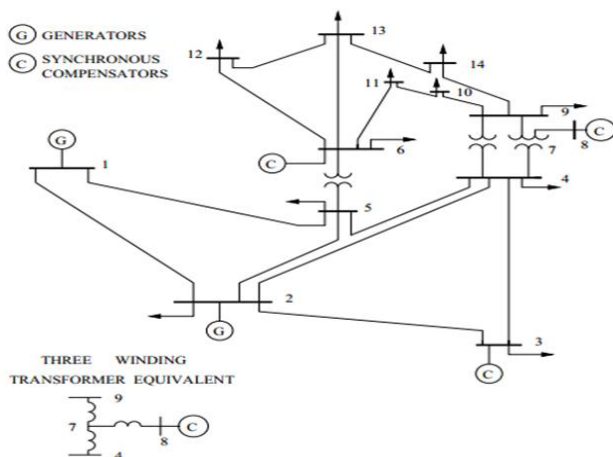 G GENERATORS
C SYNCHRONOUS
COMPENSATORS
13
12
14
11
10
9
C
8
7
C
6
4
G
1
5
2
G
3
C
THREE WINDING
TRANSFORMER EQUIVALENT
9
7
C
8
4